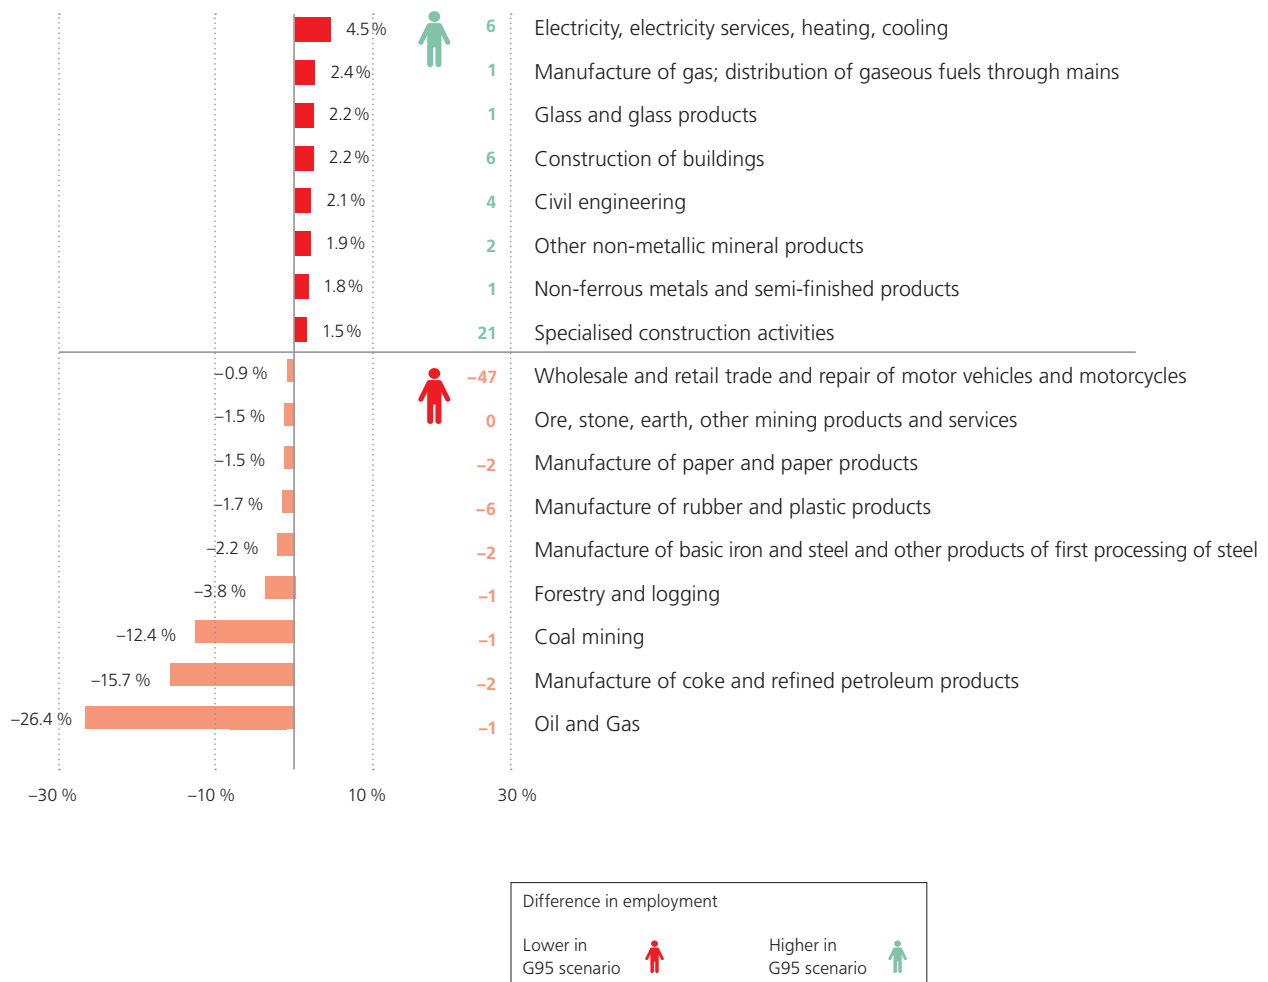 4.5 % 6 Electricity, electricity services, heating, cooling
2.4 % 1 Manufacture of gas; distribution of gaseous fuels through mains
2.2 % 1 Glass and glass products
2.2 % 6 Construction of buildings
2.1 % 4 Civil engineering
1.9 % 2 Other non-metallic mineral products
1.8 % 1 Non-ferrous metals and semi-finished products
1.5 % 21 Specialised construction activities
–0.9 % –47 Wholesale and retail trade and repair of motor vehicles and motorcycles
–1.5 % 0 Ore, stone, earth, other mining products and services
–1.5 % –2 Manufacture of paper and paper products
–1.7 % –6 Manufacture of rubber and plastic products
–2.2 % –2 Manufacture of basic iron and steel and other products of first processing of steel
–3.8 % –1 Forestry and logging
–12.4 % –1 Coal mining
–15.7 % –2 Manufacture of coke and refined petroleum products
–26.4 % –1 Oil and Gas
–30 % –10 % 10 % 30 %
Difference in employment
Lower in
G95 scenario
Higher in
G95 scenario